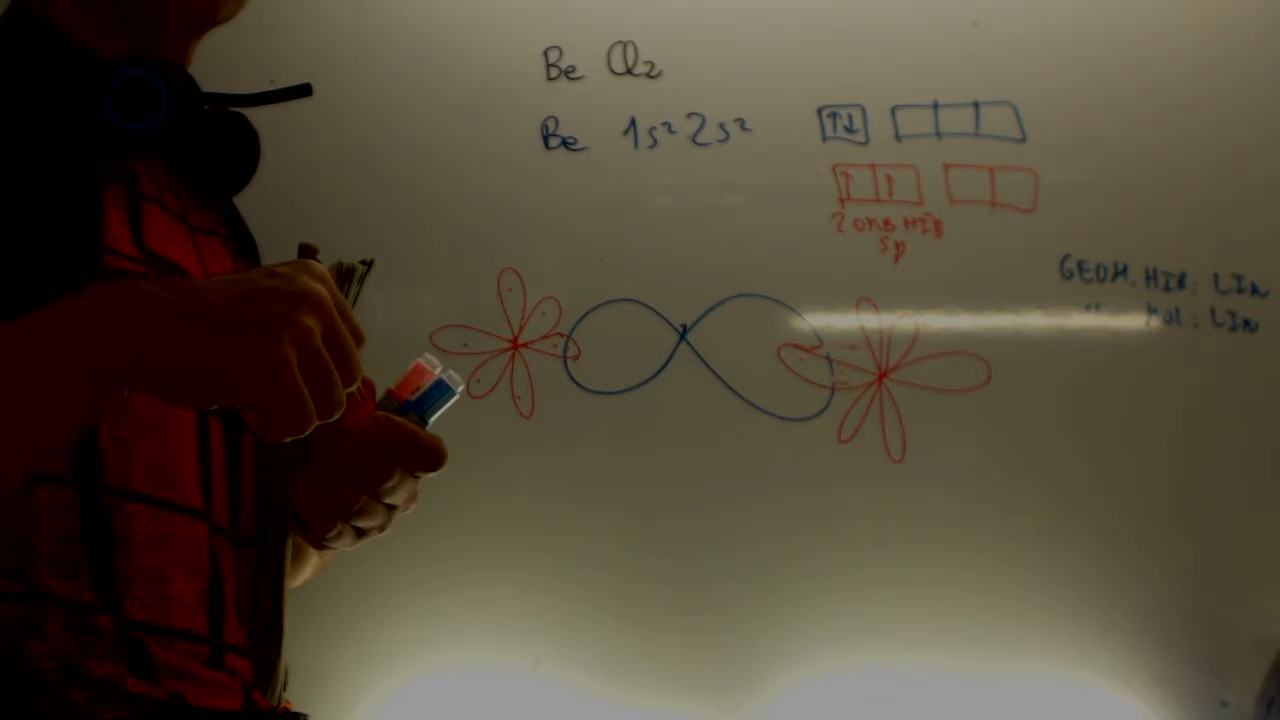 Be Cl₂
Be 1s² 2s² ↑↓
↑ ↑
2 ORB HIB
sp
GEOM. HIB: LIN
" MOL: LIN